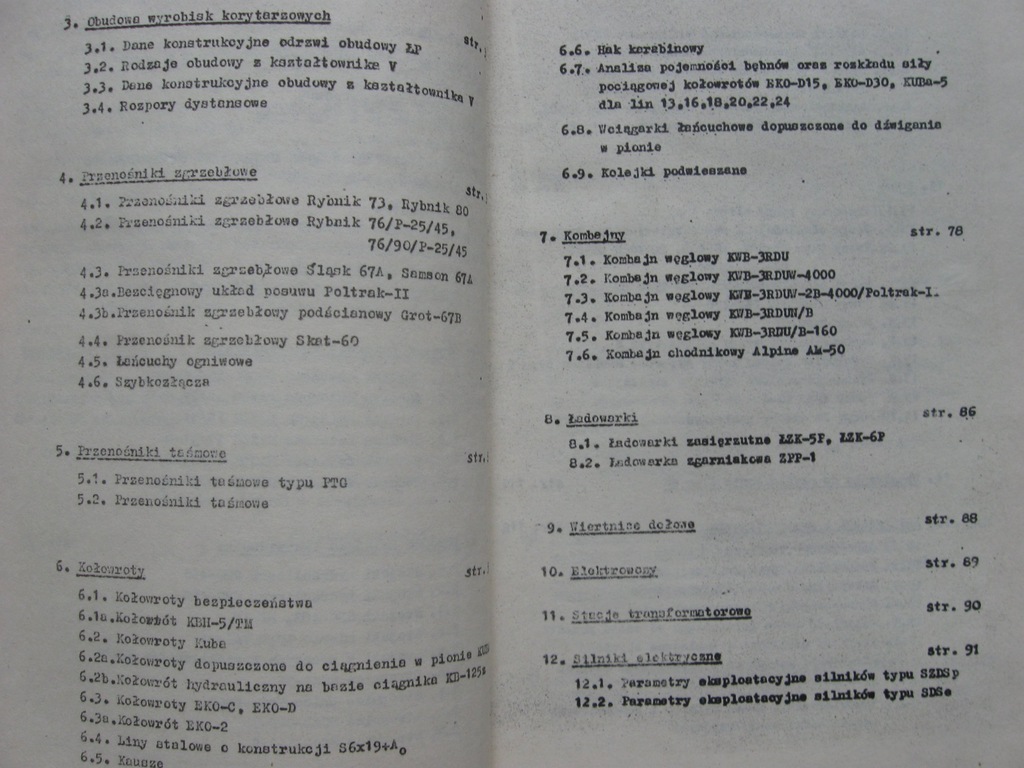 3. Obudowa wyrobisk korytarzowych
str.
3.1. Dane konstrukcyjne odrzwi obudowy ŁP
3.2. Rodzaje obudowy z kształtownika V
3.3. Dane konstrukcyjne obudowy z kształtownika V
3.4. Rozpory dystansowe
4. Przenośniki zgrzebłowe
str.
4.1. Przenośniki zgrzebłowe Rybnik 73, Rybnik 80
4.2. Przenośniki zgrzebłowe Rybnik 76/P-25/45,
76/90/P-25/45
4.3. Przenośniki zgrzebłowe Śląsk 67A, Samson 67A
4.3a.Bezcięgnowy układ posuwu Poltrak-II
4.3b.Przenośnik zgrzebłowy podścianowy Grot-67B
4.4. Przenośnik zgrzebłowy Skat-60
4.5. Łańcuchy ogniwowe
4.6. Szybkozłącza
5. Przenośniki taśmowe
str.
5.1. Przenośniki taśmowe typu PTG
5.2. Przenośniki taśmowe
6. Kołowroty
str.
6.1. Kołowroty bezpieczeństwa
6.1a.Kołowrót KBH-5/TM
6.2. Kołowroty Kuba
6.2a.Kołowroty dopuszczone do ciągnienia w pionie
6.2b.Kołowrót hydrauliczny na bazie ciągnika KD-125z
6.3. Kołowroty EKO-C, EKO-D
6.3a.Kołowrót EKO-2
6.4. Liny stalowe o konstrukcji S6x19+Ao
6.5. Kausze
6.6. Hak karabinowy
6.7. Analiza pojemności bębnów oraz rozkładu siły
pociągowej kołowrotów EKO-D15, EKO-D30, KUBa-5
dla lin 13,16,18,20,22,24
6.8. Wciągarki łańcuchowe dopuszczone do dźwigania
w pionie
6.9. Kolejki podwieszane
7. Kombajny str. 78
7.1. Kombajn węglowy KWB-3RDU
7.2. Kombajn węglowy KWB-3RDUW-4000
7.3. Kombajn węglowy KWB-3RDUW-2B-4000/Poltrak-I
7.4. Kombajn węglowy KWB-3RDUW/B
7.5. Kombajn węglowy KWB-3RDU/B-160
7.6. Kombajn chodnikowy Alpine AM-50
8. Ładowarki str. 86
8.1. Ładowarki zasięrzutne ŁZK-5P, ŁZK-6P
8.2. Ładowarka zgarniakowa ZPP-1
9. Wiertnice dołowe str. 88
10. Elektrowozy str. 89
11. Stacje transformatorowe str. 90
12. Silniki elektryczne str. 91
12.1. Parametry eksploatacyjne silników typu SZDSp
12.2. Parametry eksploatacyjne silników typu SDSe